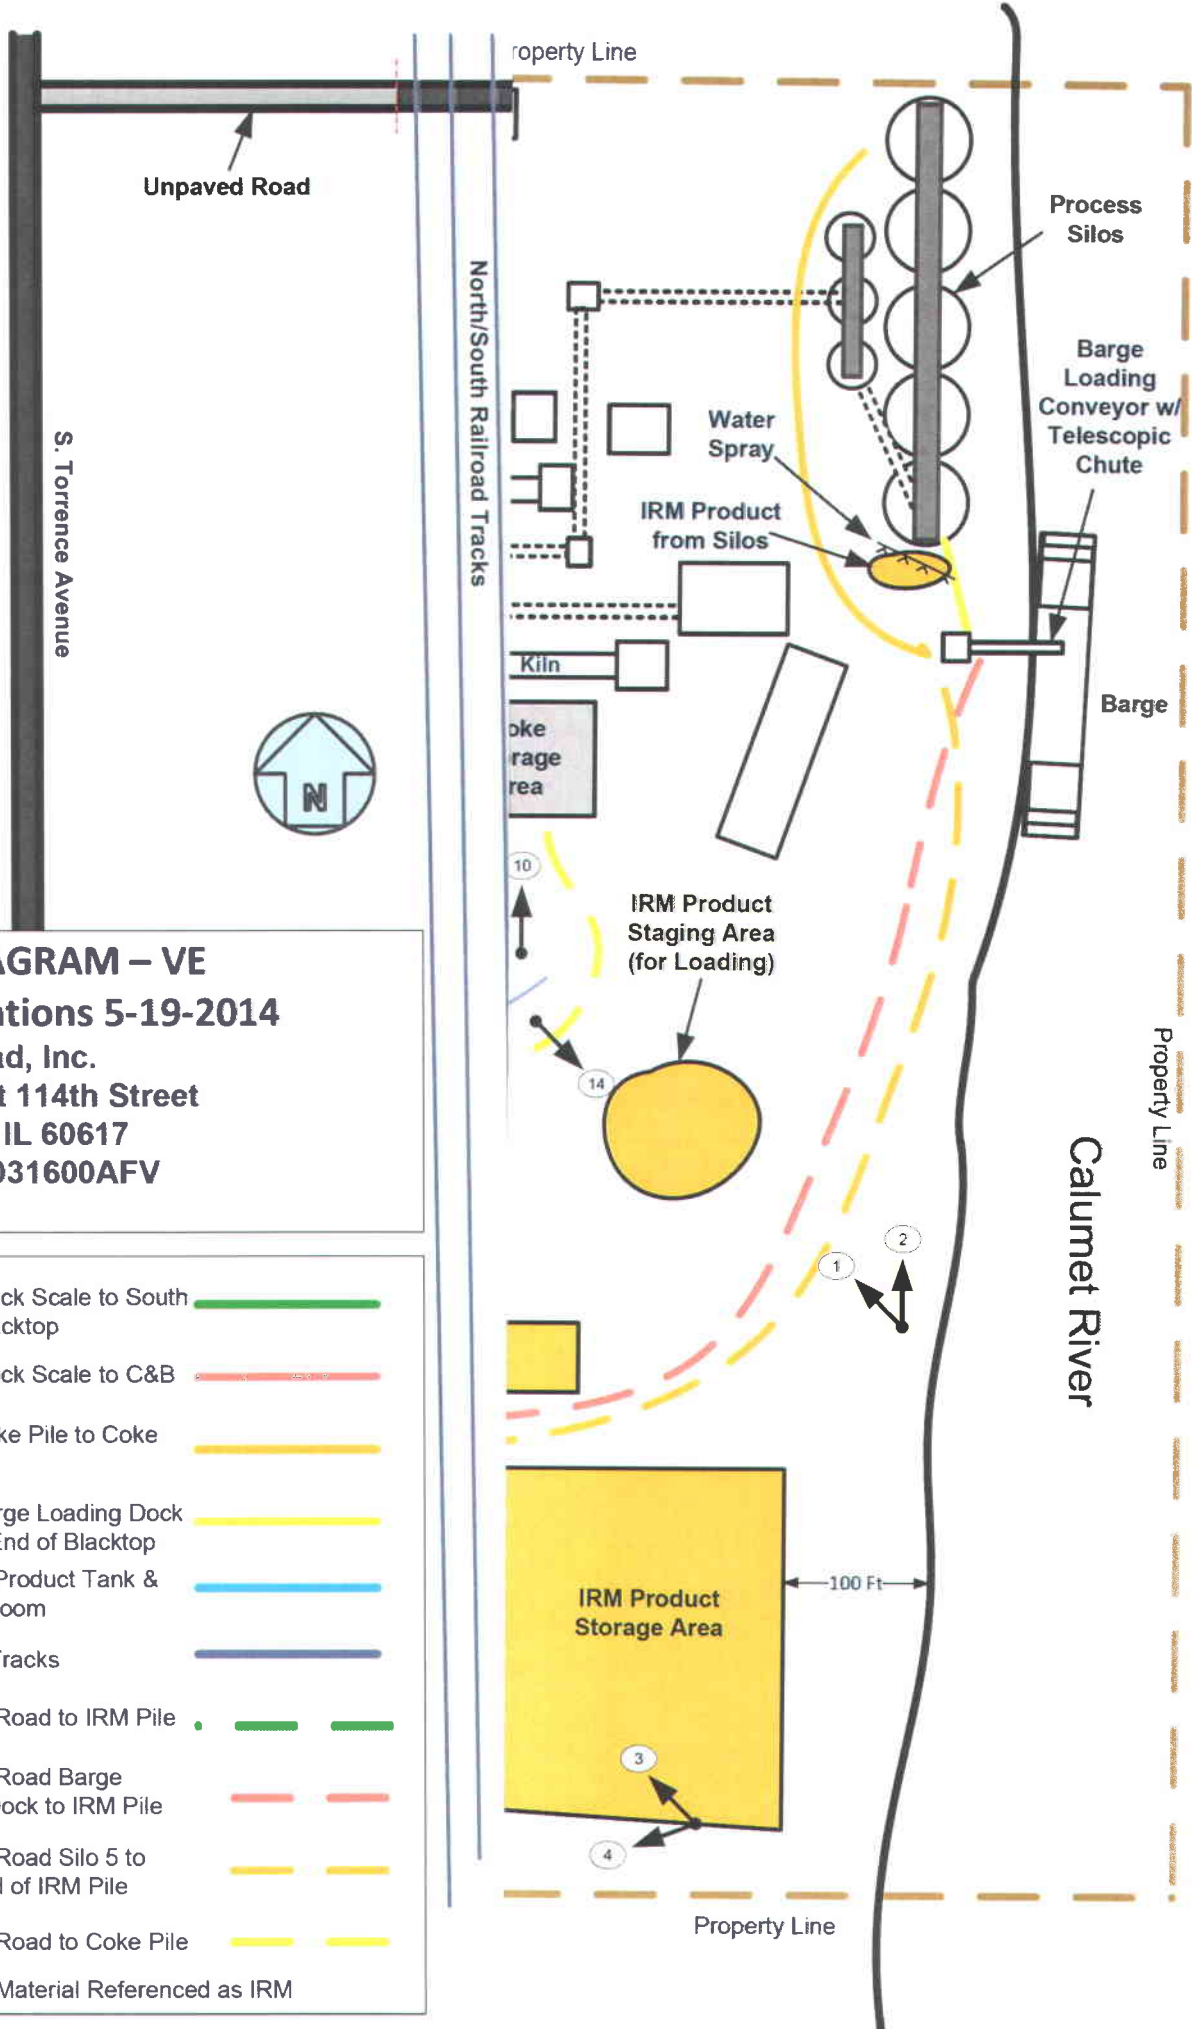 roperty Line
Unpaved Road
S. Torrence Avenue
North/South Railroad Tracks
Process
Silos
Barge
Loading
Conveyor w/
Telescopic
Chute
Water
Spray
IRM Product
from Silos
Kiln
Barge
oke
rage
rea
N
10
IRM Product
Staging Area
(for Loading)
14
AGRAM – VE
ations 5-19-2014
ad, Inc.
t 114th Street
IL 60617
031600AFV
Property Line
Calumet River
1
2
ck Scale to South
cktop
ck Scale to C&B
ke Pile to Coke
rge Loading Dock
End of Blacktop
Product Tank &
oom
Tracks
Road to IRM Pile
Road Barge
ock to IRM Pile
Road Silo 5 to
d of IRM Pile
Road to Coke Pile
Material Referenced as IRM
100 Ft
IRM Product
Storage Area
3
4
Property Line